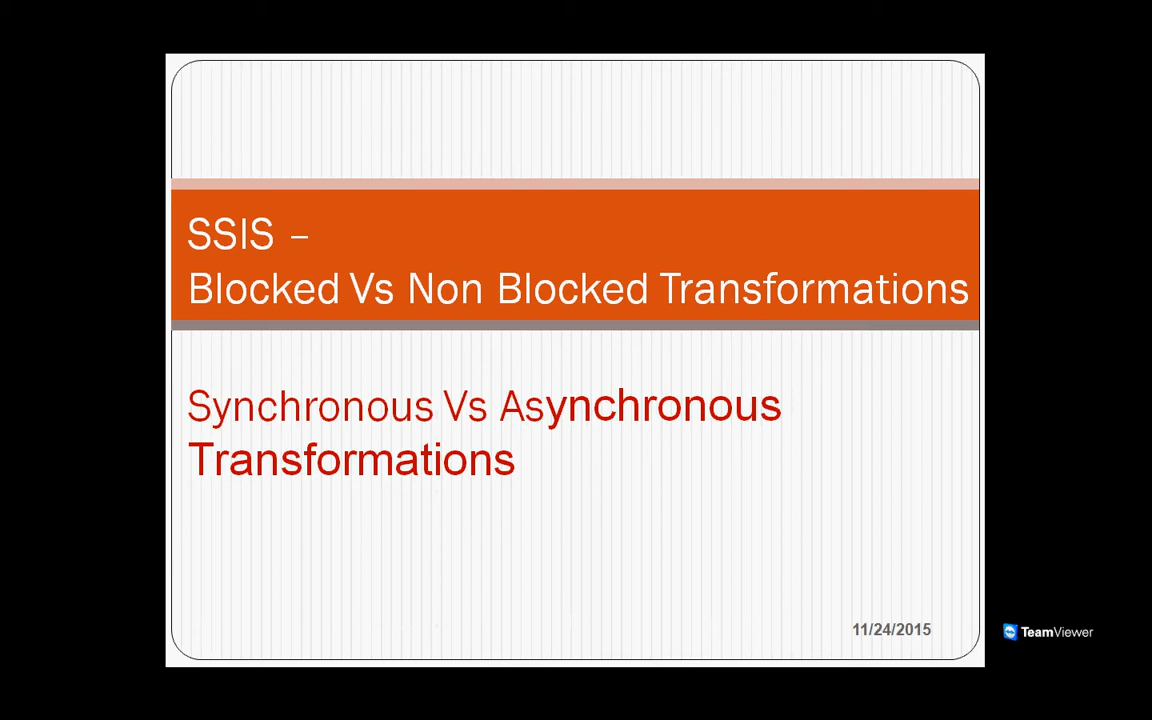 SSIS –
Blocked Vs Non Blocked Transformations
Synchronous Vs Asynchronous
Transformations
11/24/2015
TeamViewer